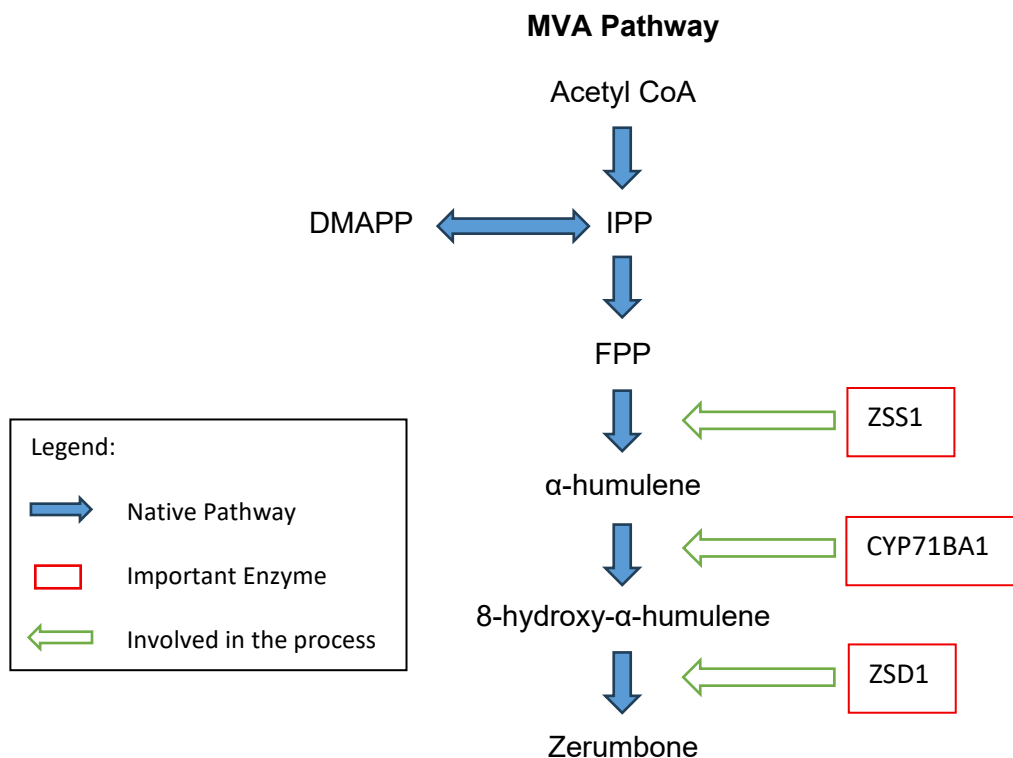 MVA Pathway
Acetyl CoA
DMAPP
IPP
FPP
ZSS1
Legend:
α-humulene
Native Pathway
CYP71BA1
Important Enzyme
8-hydroxy-α-humulene
Involved in the process
ZSD1
Zerumbone